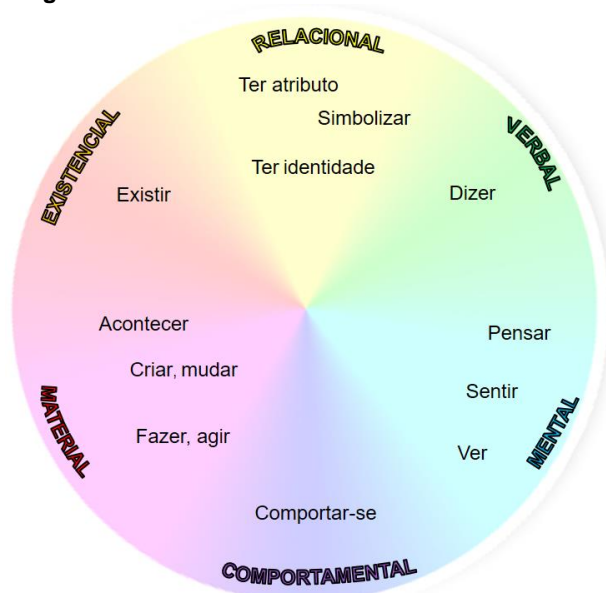 RELACIONAL
Ter atributo
Simbolizar
Ter identidade
VERBAL
Dizer
EXISTENCIAL
Existir
Acontecer
Criar, mudar
Fazer, agir
MATERIAL
Pensar
Sentir
Ver
MENTAL
Comportar-se
COMPORTAMENTAL